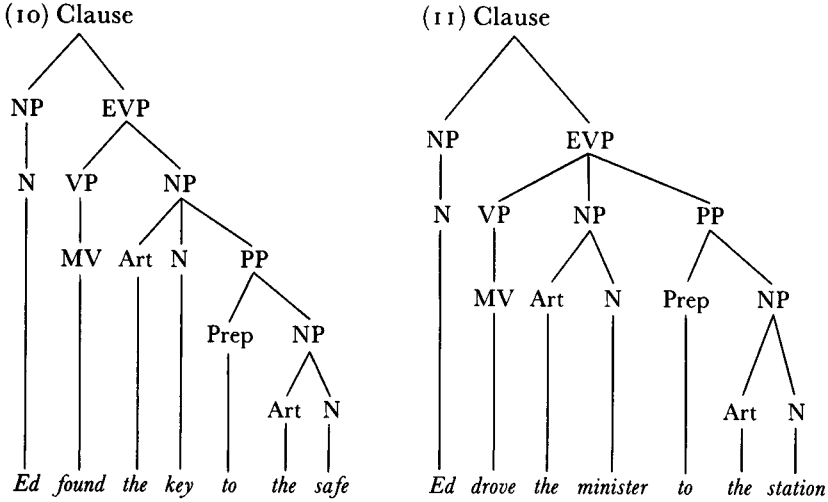 (10) Clause (11) Clause
NP EVP
NP EVP
N VP NP
N VP NP PP
MV Art N PP
MV Art N Prep NP
Prep NP
Art N
Art N
Ed found the key to the safe
Ed drove the minister to the station